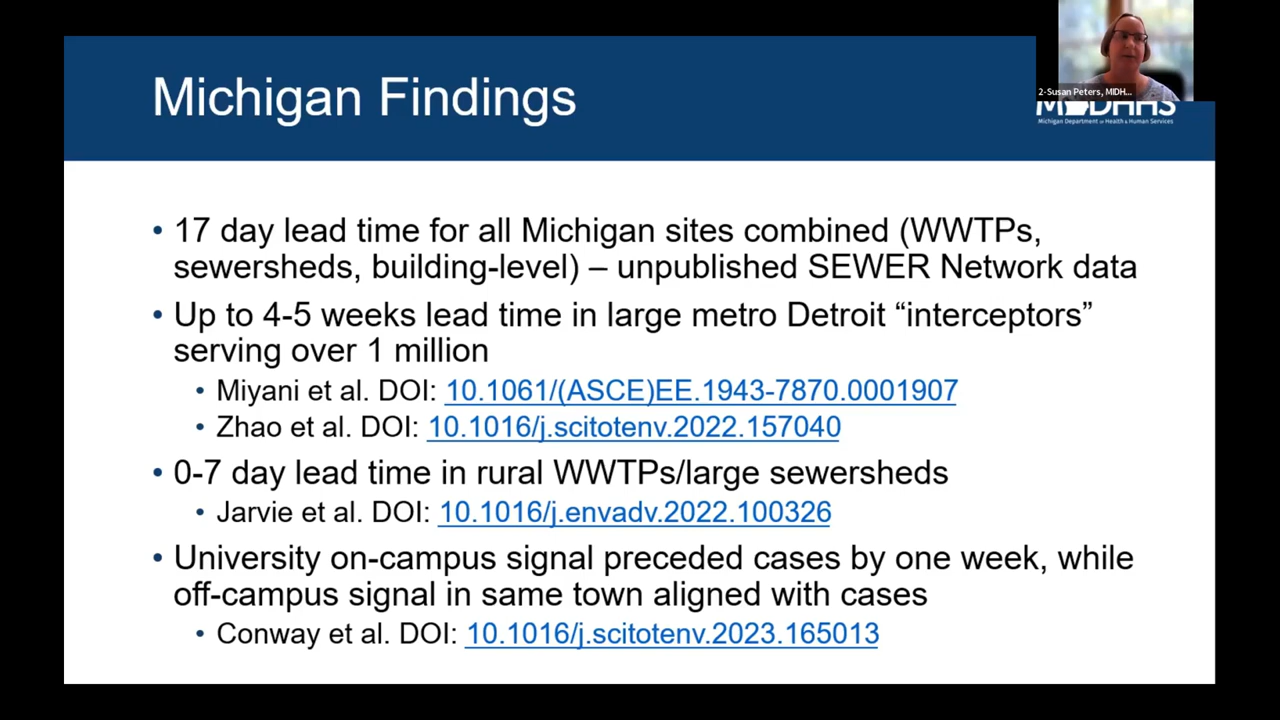 2-Susan Peters, MIDH...
Michigan Findings
Michigan Department of Health & Human Services
• 17 day lead time for all Michigan sites combined (WWTPs,
sewersheds, building-level) – unpublished SEWER Network data
• Up to 4-5 weeks lead time in large metro Detroit “interceptors”
serving over 1 million
• Miyani et al. DOI: 10.1061/(ASCE)EE.1943-7870.0001907
• Zhao et al. DOI: 10.1016/j.scitotenv.2022.157040
• 0-7 day lead time in rural WWTPs/large sewersheds
• Jarvie et al. DOI: 10.1016/j.envadv.2022.100326
• University on-campus signal preceded cases by one week, while
off-campus signal in same town aligned with cases
• Conway et al. DOI: 10.1016/j.scitotenv.2023.165013